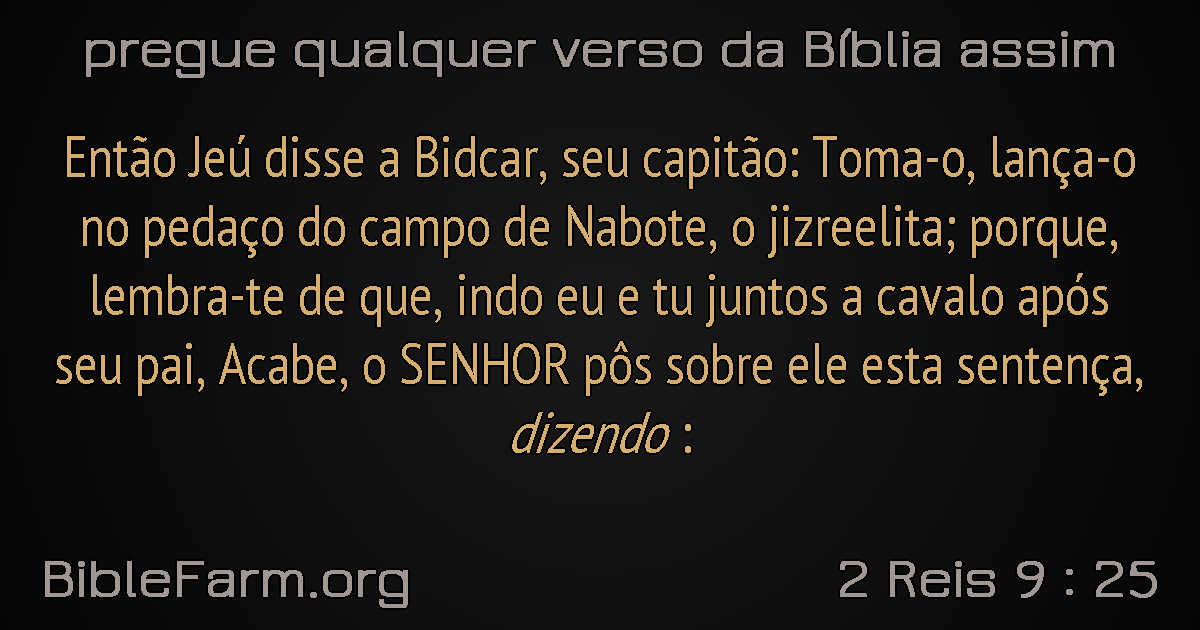 pregue qualquer verso da Bíblia assim
Então Jeú disse a Bidcar, seu capitão: Toma-o, lança-o
no pedaço do campo de Nabote, o jizreelita; porque,
lembra-te de que, indo eu e tu juntos a cavalo após
seu pai, Acabe, o SENHOR pôs sobre ele esta sentença,
dizendo :
BibleFarm.org
2 Reis 9 : 25